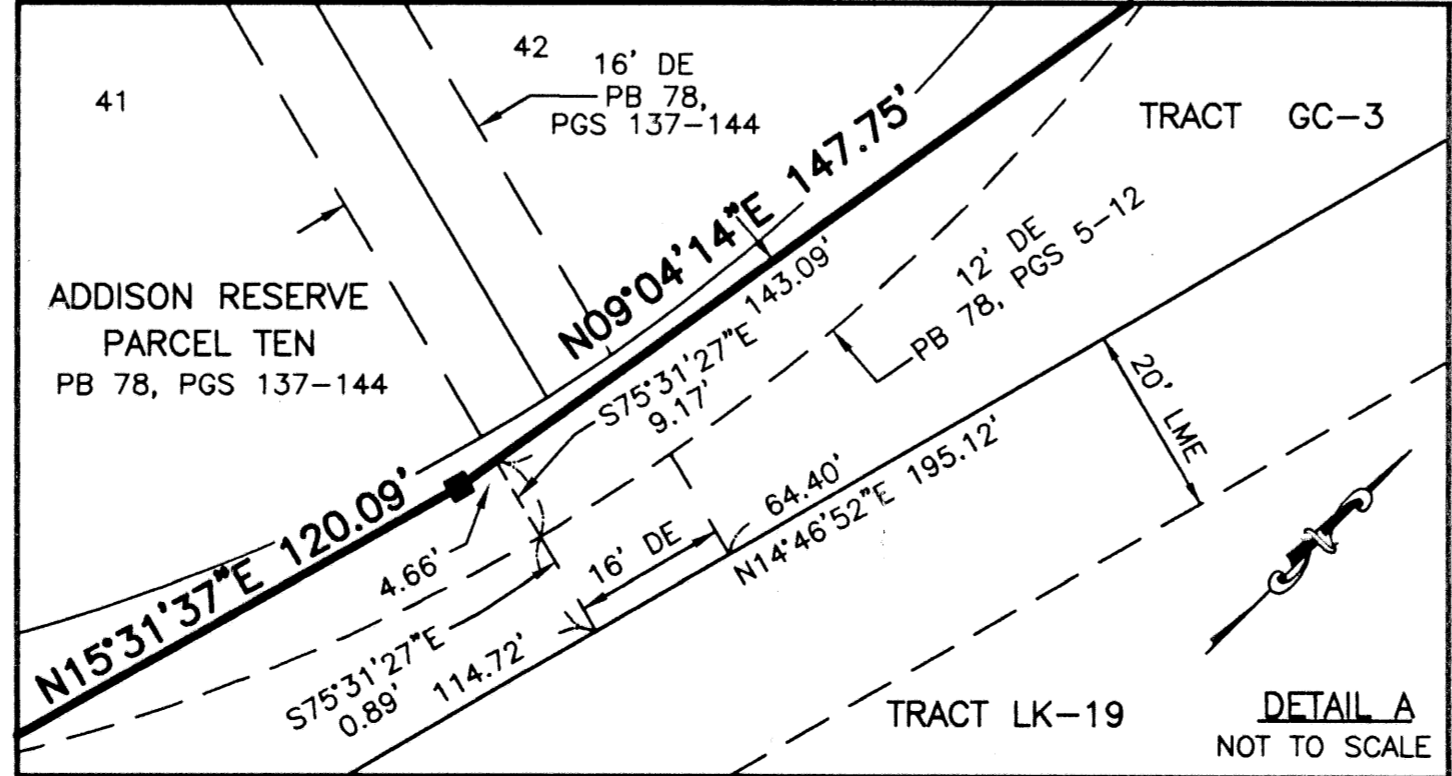 41
42
16' DE
PB 78,
PGS 137-144
TRACT GC-3
N09°04'14"E 147.75'
143.09'
12' DE
PB 78, PGS 5-12
ADDISON RESERVE
PARCEL TEN
PB 78, PGS 137-144
S75°31'27"E
9.17'
20' LME
64.40'
N14°46'52"E 195.12'
N15°31'37"E 120.09'
4.66'
16' DE
S75°31'27"E
0.89'
114.72'
TRACT LK-19
DETAIL A
NOT TO SCALE